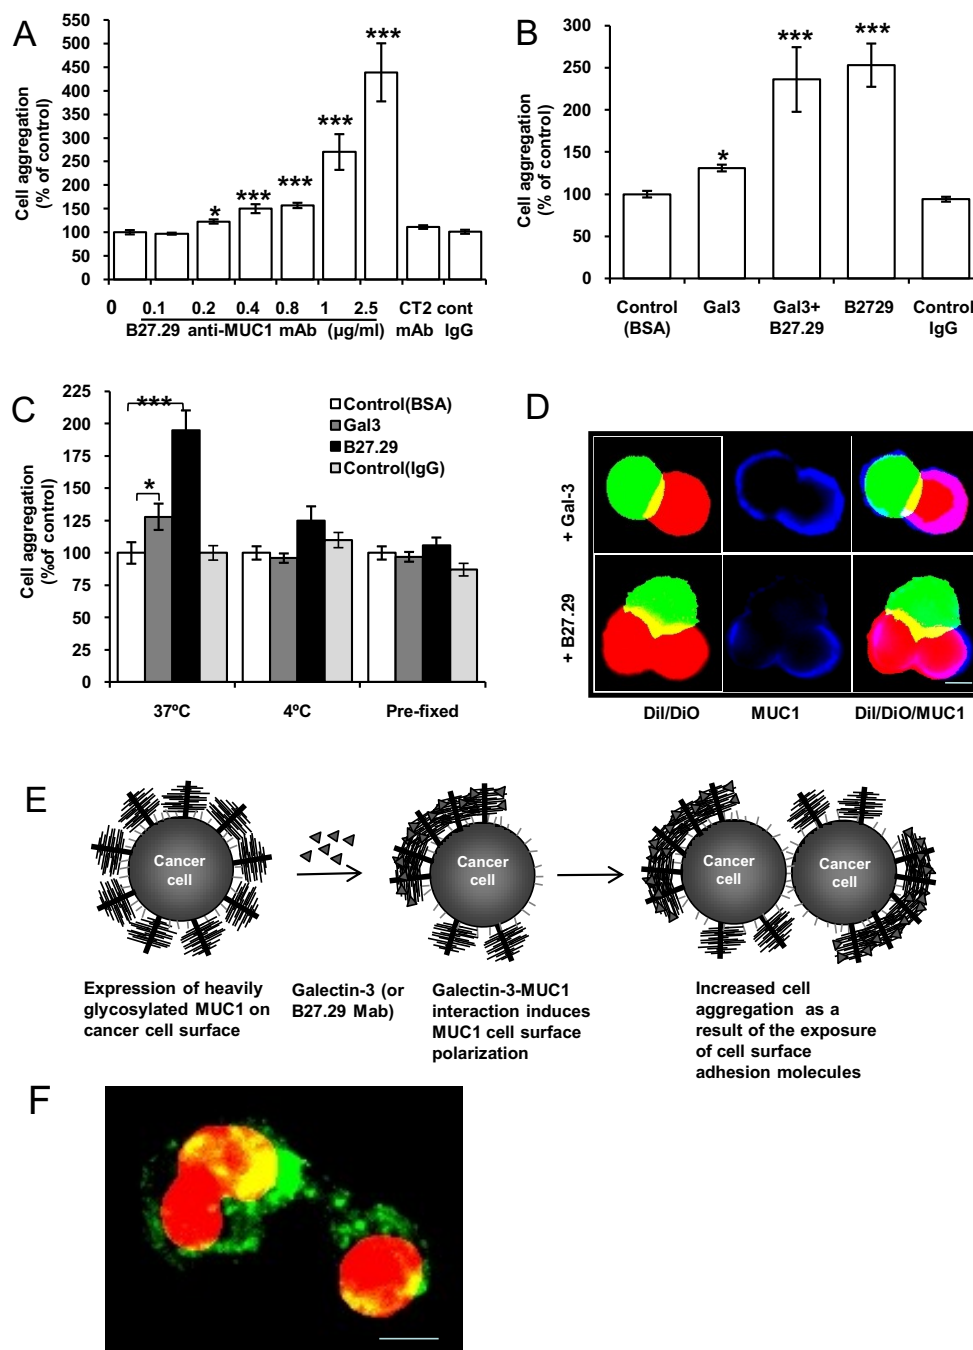 A
Cell aggregation
(% of control)
550
500
450
400
350
300
250
200
150
100
50
0
*
***
***
***
***
0 0.1 0.2 0.4 0.8 1 2.5 CT2 cont
B27.29 anti-MUC1 mAb (µg/ml) mAb IgG
B
Cell aggregation
(% of control)
300
250
200
150
100
50
0
*
***
***
Control Gal3 Gal3+ B2729 Control
(BSA) B27.29 IgG
C
Cell aggregation
(%of control)
225
200
175
150
125
100
75
50
25
0
***
*
Control(BSA)
Gal3
B27.29
Control(IgG)
37ºC 4ºC Pre-fixed
D
+ Gal-3
+ B27.29
Dil/DiO MUC1 Dil/DiO/MUC1
E
Cancer
cell
Cancer
cell
Cancer
cell
Cancer
cell
Expression of heavily
glycosylated MUC1 on
cancer cell surface
Galectin-3 (or
B27.29 Mab)
Galectin-3-MUC1
interaction induces
MUC1 cell surface
polarization
Increased cell
aggregation as a
result of the exposure
of cell surface
adhesion molecules
F